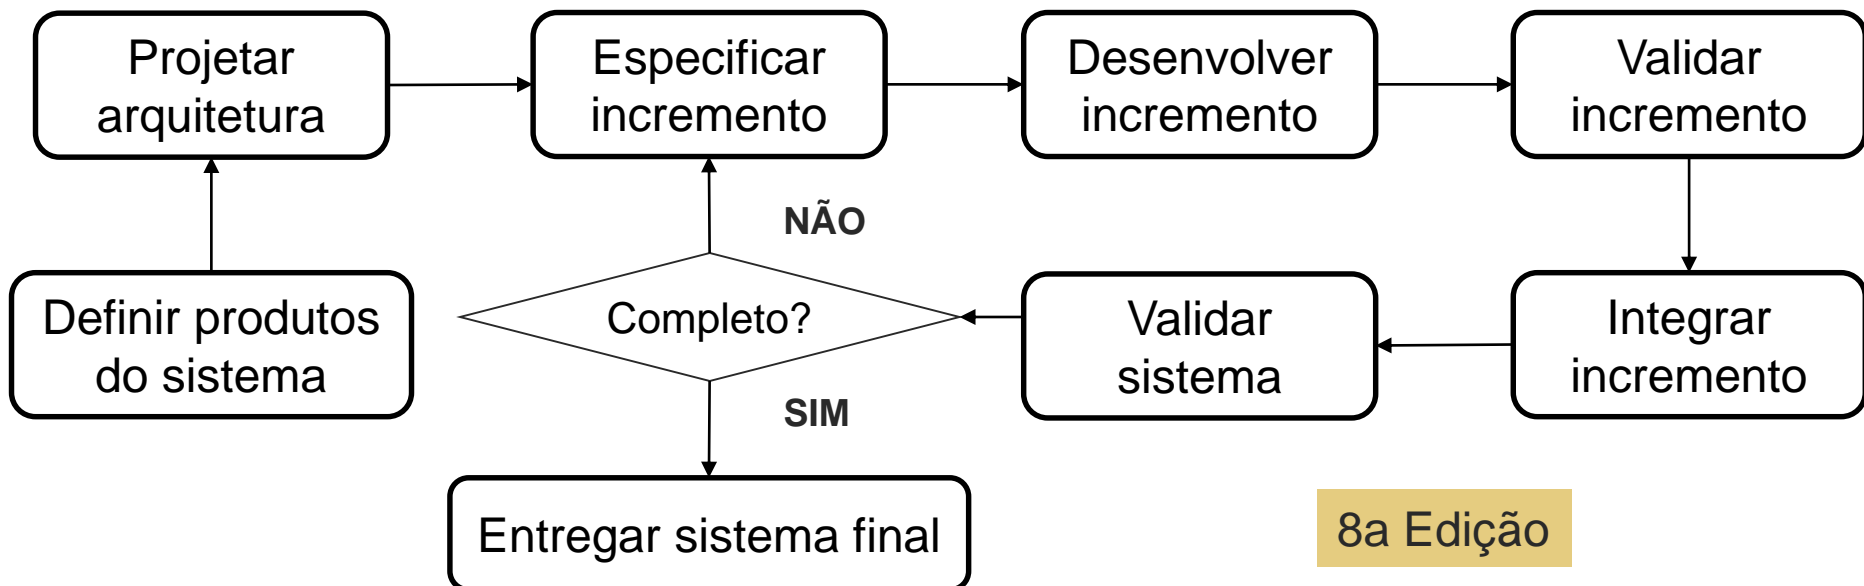 Projetar
arquitetura
Especificar
incremento
Desenvolver
incremento
Validar
incremento
NÃO
Definir produtos
do sistema
Completo?
Validar
sistema
Integrar
incremento
SIM
Entregar sistema final
8a Edição